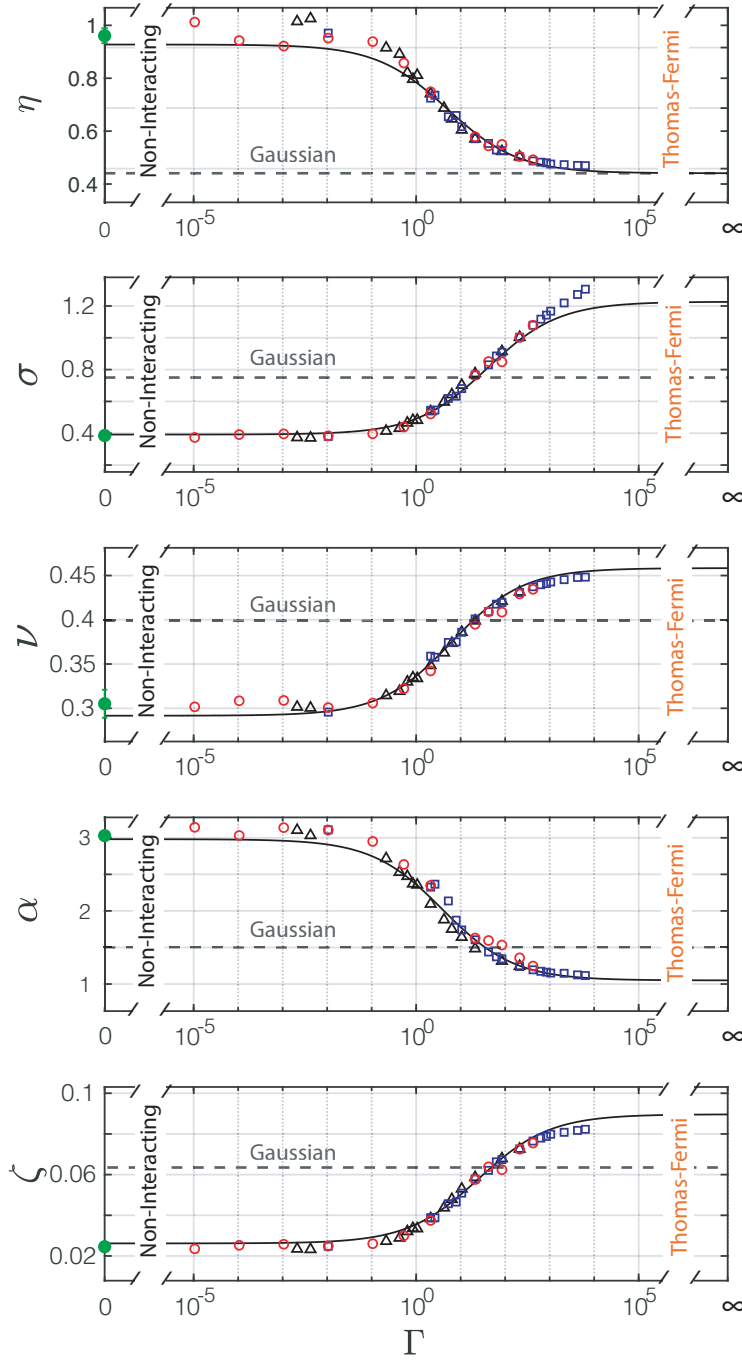 1
0.8
0.6
0.4
η
Non-Interacting
Gaussian
Thomas-Fermi
0
10^-5
10^0
10^5
∞
1.2
0.8
0.4
σ
Non-Interacting
Gaussian
Thomas-Fermi
0
10^-5
10^0
10^5
∞
0.45
0.4
0.35
0.3
ν
Non-Interacting
Gaussian
Thomas-Fermi
0
10^-5
10^0
10^5
∞
3
2
1
α
Non-Interacting
Gaussian
Thomas-Fermi
0
10^-5
10^0
10^5
∞
0.1
0.06
0.02
ζ
Non-Interacting
Gaussian
Thomas-Fermi
0
10^-5
10^0
10^5
∞
Γ